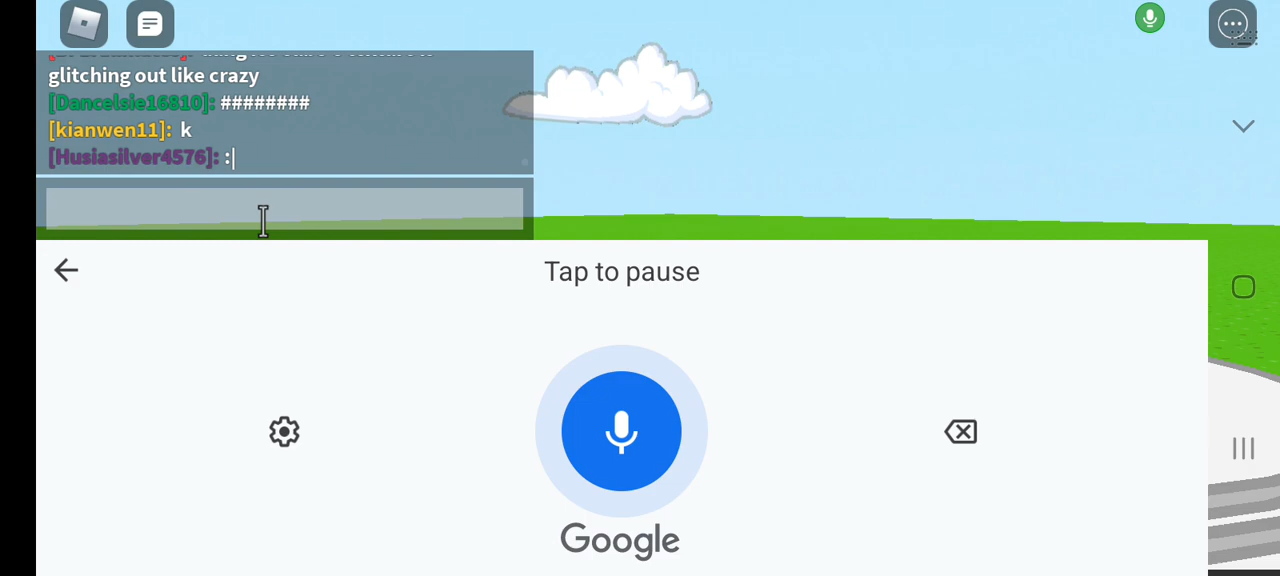 glitching out like crazy
[Dancelsie16810]: ########
[kianwen11]: k
[Husiasilver4576]: :|
Tap to pause
Google